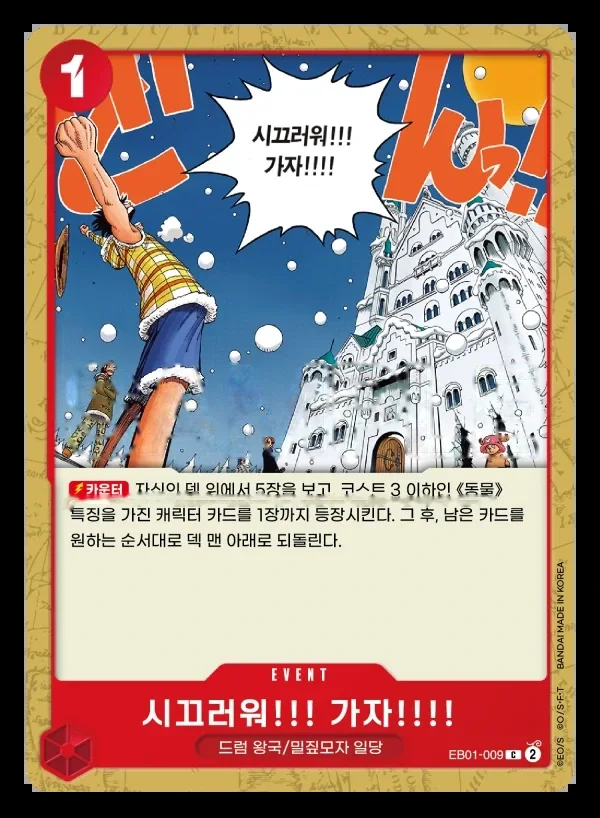 1
시끄러워!!!
가자!!!!
카운터 자신의 덱 위에서 5장을 보고, 코스트 3 이하인 《동물》
특징을 가진 캐릭터 카드를 1장까지 등장시킨다. 그 후, 남은 카드를
원하는 순서대로 덱 맨 아래로 되돌린다.
EVENT
시끄러워!!! 가자!!!!
드럼 왕국/밀짚모자 일당
EB01-009 C 2
©E.O/S. ©O/S·F·T BANDAI MADE IN KOREA